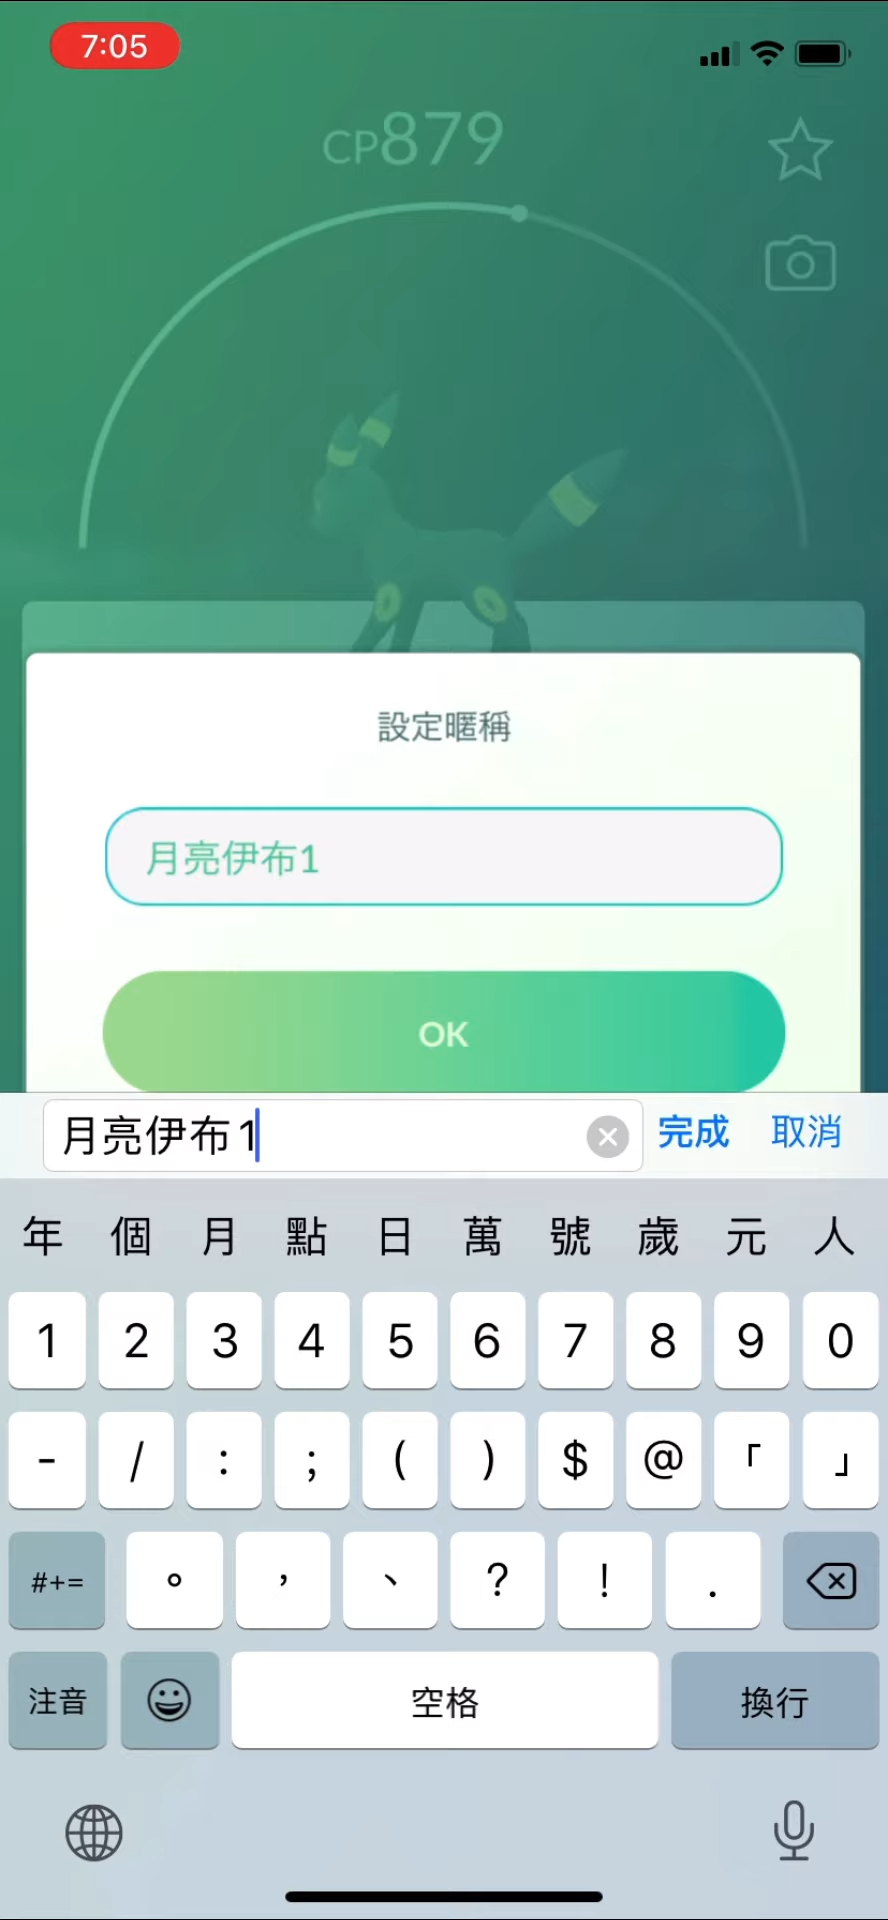 7:05
CP879
設定暱稱
月亮伊布1
OK
月亮伊布1 完成 取消
年 個 月 點 日 萬 號 歲 元 人
1 2 3 4 5 6 7 8 9 0
- / : ; ( ) $ @ 「 」
#+= 。 , 、 ? ! .
注音 空格 換行